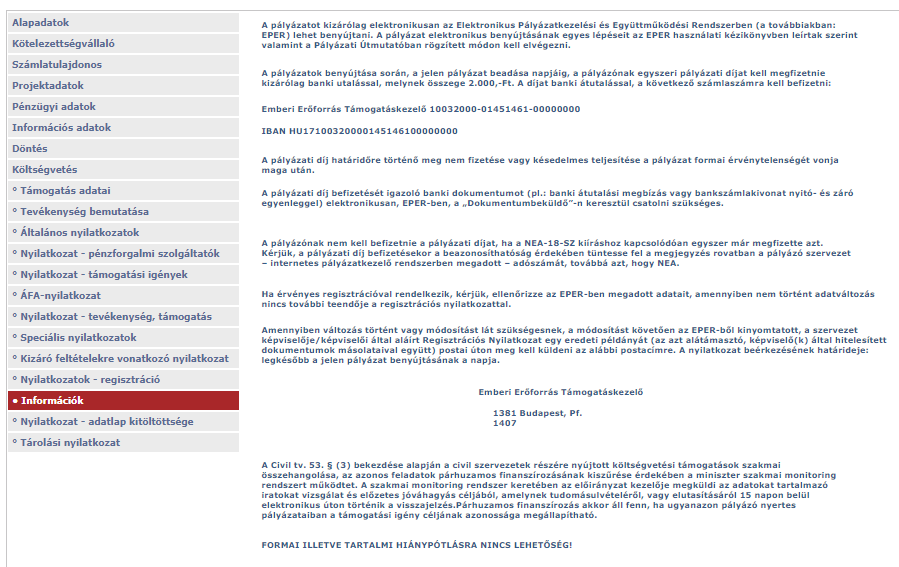 Alapadatok
Kötelezettségvállaló
Számlatulajdonos
Projektadatok
Pénzügyi adatok
Információs adatok
Döntés
Költségvetés
° Támogatás adatai
° Tevékenység bemutatása
° Általános nyilatkozatok
° Nyilatkozat - pénzforgalmi szolgáltatók
° Nyilatkozat - támogatási igények
° ÁFA-nyilatkozat
° Nyilatkozat - tevékenység, támogatás
° Speciális nyilatkozatok
° Kizáró feltételekre vonatkozó nyilatkozat
° Nyilatkozatok - regisztráció
● Információk
° Nyilatkozat - adatlap kitöltöttsége
° Tárolási nyilatkozat
A pályázatot kizárólag elektronikusan az Elektronikus Pályázatkezelési és Együttműködési Rendszerben (a továbbiakban:
EPER) lehet benyújtani. A pályázat elektronikus benyújtásának egyes lépéseit az EPER használati kézikönyvben leírtak szerint
valamint a Pályázati Útmutatóban rögzített módon kell elvégezni.
A pályázatok benyújtása során, a jelen pályázat beadása napjáig, a pályázónak egyszeri pályázati díjat kell megfizetnie
kizárólag banki utalással, melynek összege 2.000,-Ft. A díjat banki átutalással, a következő számlaszámra kell befizetni:
Emberi Erőforrás Támogatáskezelő 10032000-01451461-00000000
IBAN HU17100320000145146100000000
A pályázati díj határidőre történő meg nem fizetése vagy késedelmes teljesítése a pályázat formai érvénytelenségét vonja
maga után.
A pályázati díj befizetését igazoló banki dokumentumot (pl.: banki átutalási megbízás vagy bankszámlakivonat nyitó- és záró
egyenleggel) elektronikusan, EPER-ben, a „Dokumentumbeküldő”-n keresztül csatolni szükséges.
A pályázónak nem kell befizetnie a pályázati díjat, ha a NEA-18-SZ kiíráshoz kapcsolódóan egyszer már megfizette azt.
Kérjük, a pályázati díj befizetésekor a beazonosíthatóság érdekében tüntesse fel a megjegyzés rovatban a pályázó szervezet
– internetes pályázatkezelő rendszerben megadott – adószámát, továbbá azt, hogy NEA.
Ha érvényes regisztrációval rendelkezik, kérjük, ellenőrizze az EPER-ben megadott adatait, amennyiben nem történt adatváltozás
nincs további teendője a regisztrációs nyilatkozattal.
Amennyiben változás történt vagy módosítást lát szükségesnek, a módosítást követően az EPER-ből kinyomtatott, a szervezet
képviselője/képviselői által aláírt Regisztrációs Nyilatkozat egy eredeti példányát (az azt alátámasztó, képviselő(k) által hitelesített
dokumentumok másolataival együtt) postai úton meg kell küldeni az alábbi postacímre. A nyilatkozat beérkezésének határideje:
legkésőbb a jelen pályázat benyújtásának a napja.
Emberi Erőforrás Támogatáskezelő
1381 Budapest, Pf.
1407
A Civil tv. 53. § (3) bekezdése alapján a civil szervezetek részére nyújtott költségvetési támogatások szakmai
összehangolása, az azonos feladatok párhuzamos finanszírozásának kiszűrése érdekében a miniszter szakmai monitoring
rendszert működtet. A szakmai monitoring rendszer keretében az előirányzat kezelője megküldi az adatokat tartalmazó
iratokat vizsgálat és előzetes jóváhagyás céljából, amelynek tudomásulvételéről, vagy elutasításáról 15 napon belül
elektronikus úton történik a visszajelzés.Párhuzamos finanszírozás akkor áll fenn, ha ugyanazon pályázó nyertes
pályázataiban a támogatási igény céljának azonossága megállapítható.
FORMAI ILLETVE TARTALMI HIÁNYPÓTLÁSRA NINCS LEHETŐSÉG!